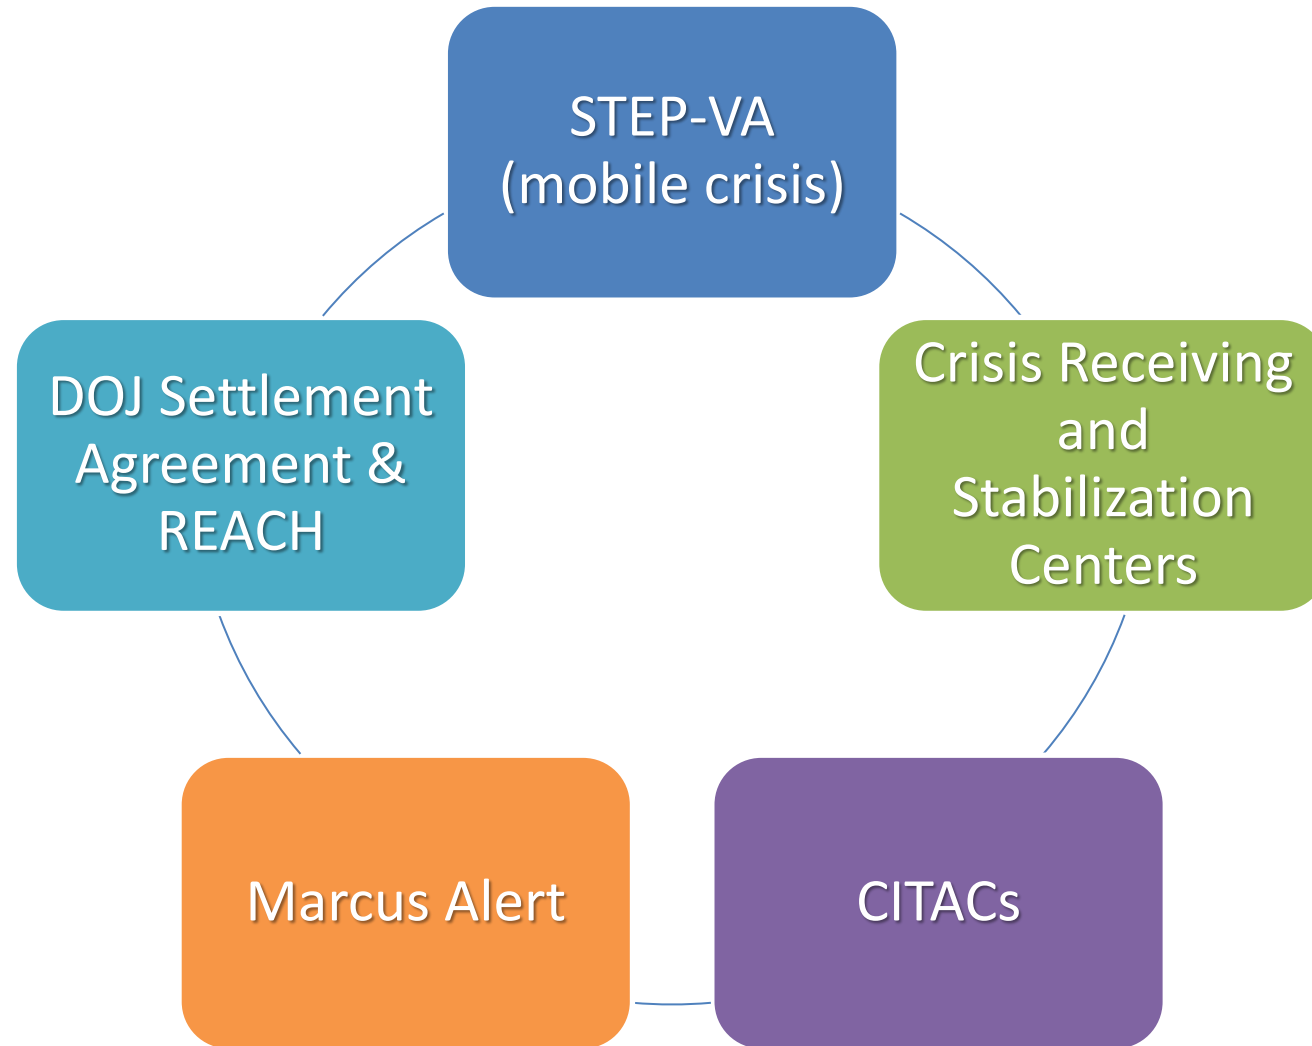 STEP-VA
(mobile crisis)
Crisis Receiving
and
Stabilization
Centers
CITACs
Marcus Alert
DOJ Settlement
Agreement &
REACH